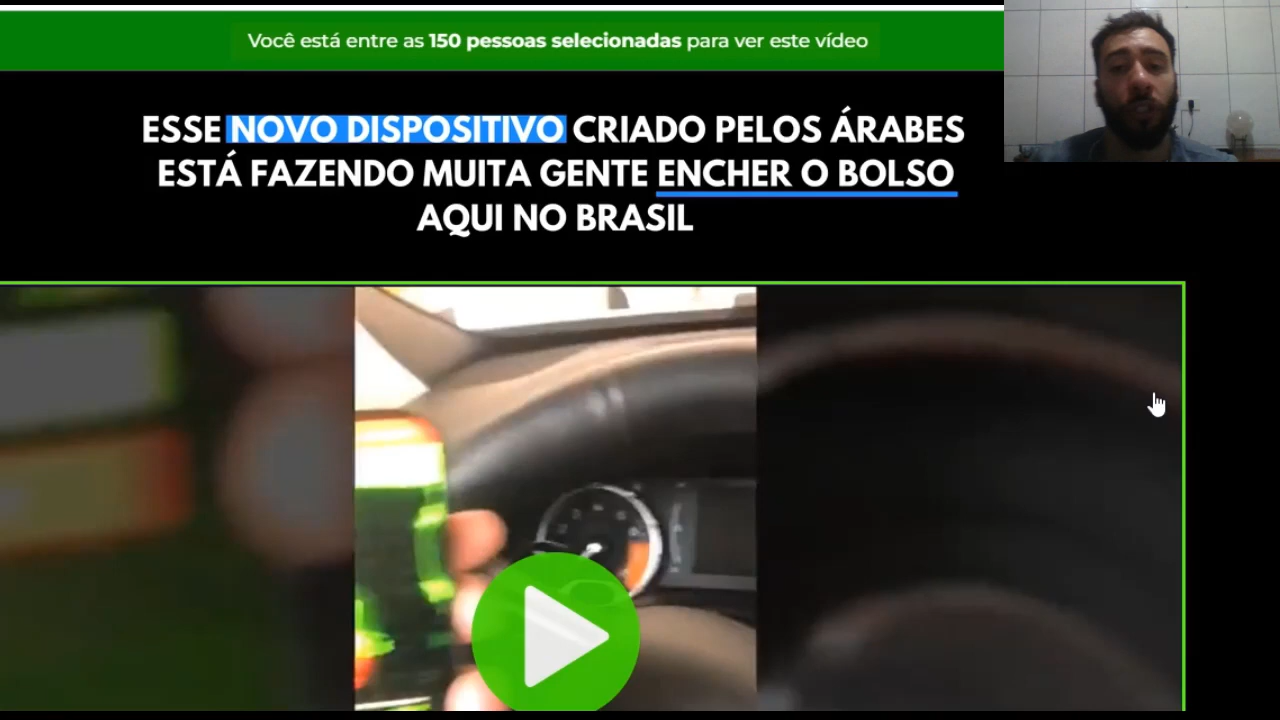 Você está entre as 150 pessoas selecionadas para ver este vídeo
ESSE NOVO DISPOSITIVO CRIADO PELOS ÁRABES
ESTÁ FAZENDO MUITA GENTE ENCHER O BOLSO
AQUI NO BRASIL